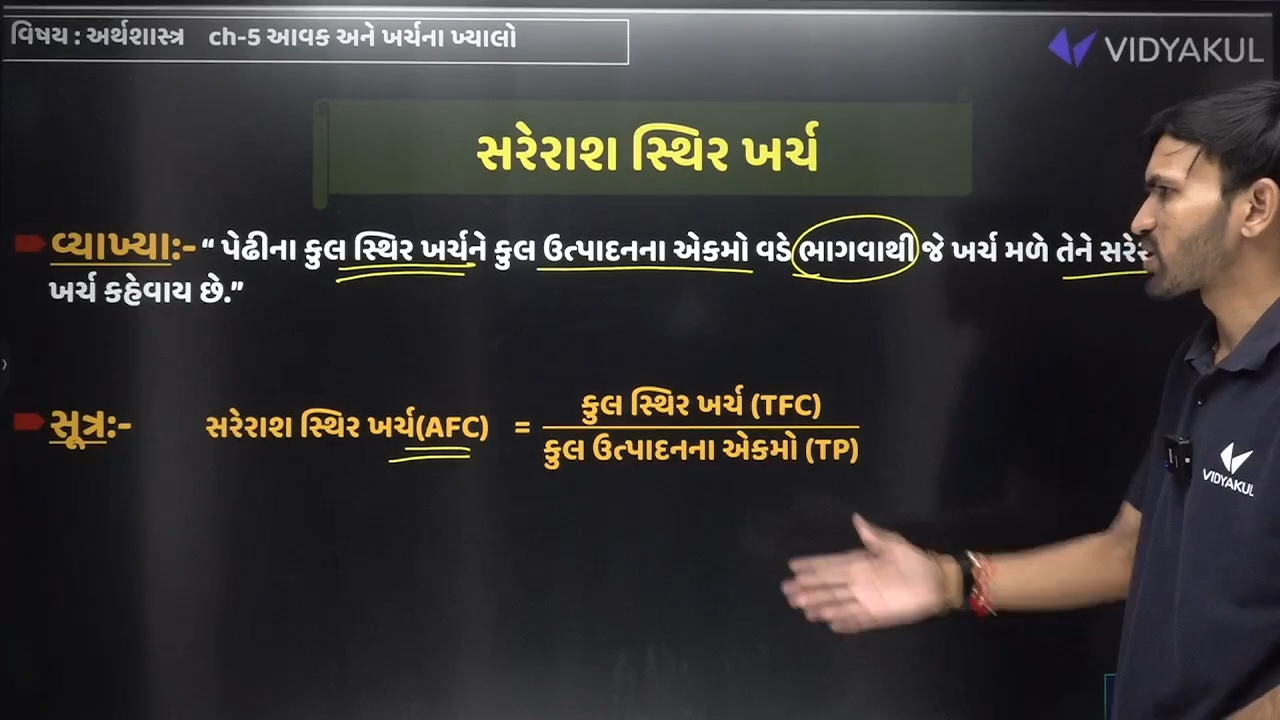 વિષય : અર્થશાસ્ત્ર ch-5 આવક અને ખર્ચના ખ્યાલો
VIDYAKUL
સરેરાશ સ્થિર ખર્ચ
વ્યાખ્યા:- “ પેઢીના કુલ સ્થિર ખર્ચને કુલ ઉત્પાદનના એકમો વડે ભાગવાથી જે ખર્ચ મળે તેને
ખર્ચ કહેવાય છે.”
સૂત્ર:- સરેરાશ સ્થિર ખર્ચ(AFC) =
કુલ સ્થિર ખર્ચ (TFC)
કુલ ઉત્પાદનના એકમો (TP)
VIDYAKUL